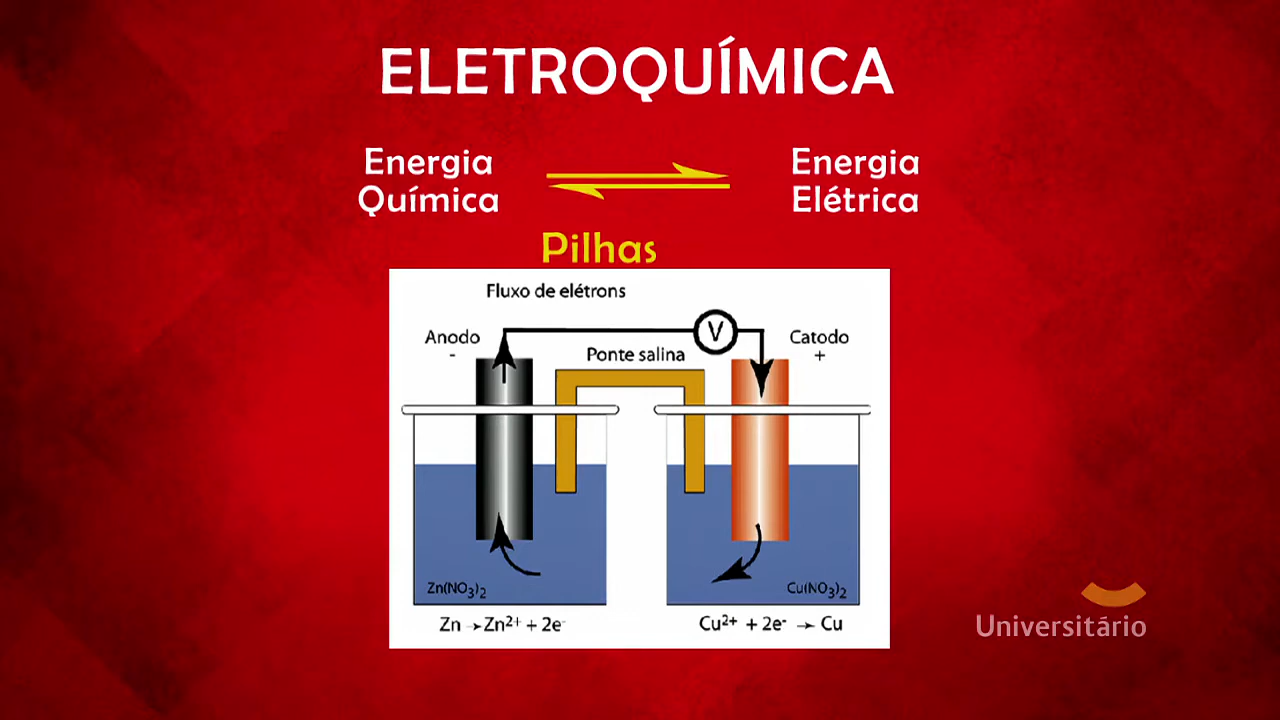 ELETROQUÍMICA
Energia
Química
Energia
Elétrica
Pilhas
Fluxo de elétrons
Anodo
-
V
Catodo
+
Ponte salina
Zn(NO₃)₂
Cu(NO₃)₂
Zn → Zn²⁺ + 2e⁻
Cu²⁺ + 2e⁻ → Cu
Universitário